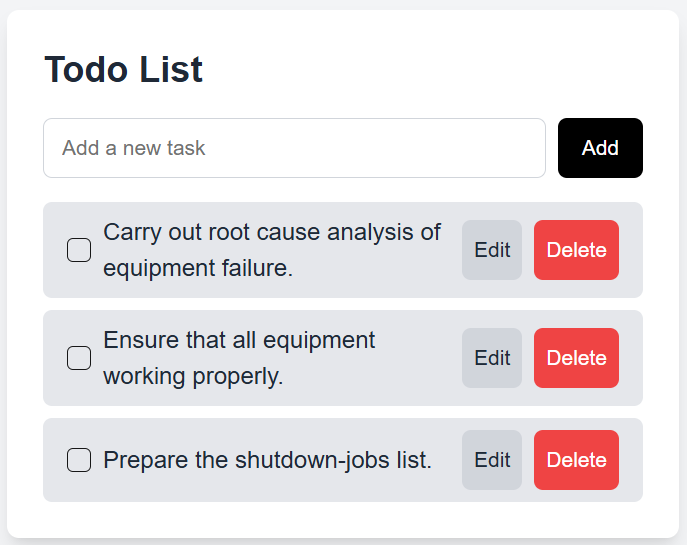 Todo List
Add a new task
Add
Carry out root cause analysis of
equipment failure.
Edit
Delete
Ensure that all equipment
working properly.
Edit
Delete
Prepare the shutdown-jobs list.
Edit
Delete